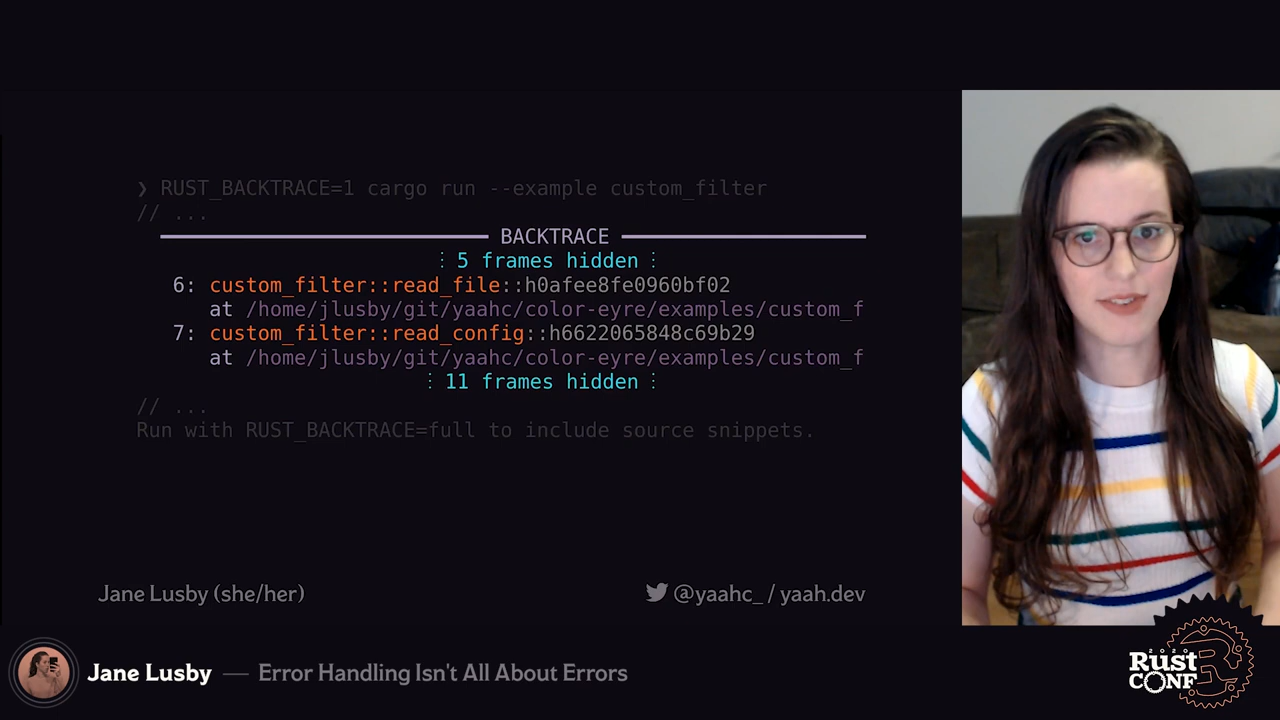 ❯ RUST_BACKTRACE=1 cargo run --example custom_filter
// ...
BACKTRACE
⋮ 5 frames hidden ⋮
6: custom_filter::read_file::h0afee8fe0960bf02
at /home/jlusby/git/yaahc/color-eyre/examples/custom_f
7: custom_filter::read_config::h6622065848c69b29
at /home/jlusby/git/yaahc/color-eyre/examples/custom_f
⋮ 11 frames hidden ⋮
// ...
Run with RUST_BACKTRACE=full to include source snippets.
Jane Lusby (she/her)
@yaahc_ / yaah.dev
Jane Lusby — Error Handling Isn't All About Errors
2020
Rust
CONF